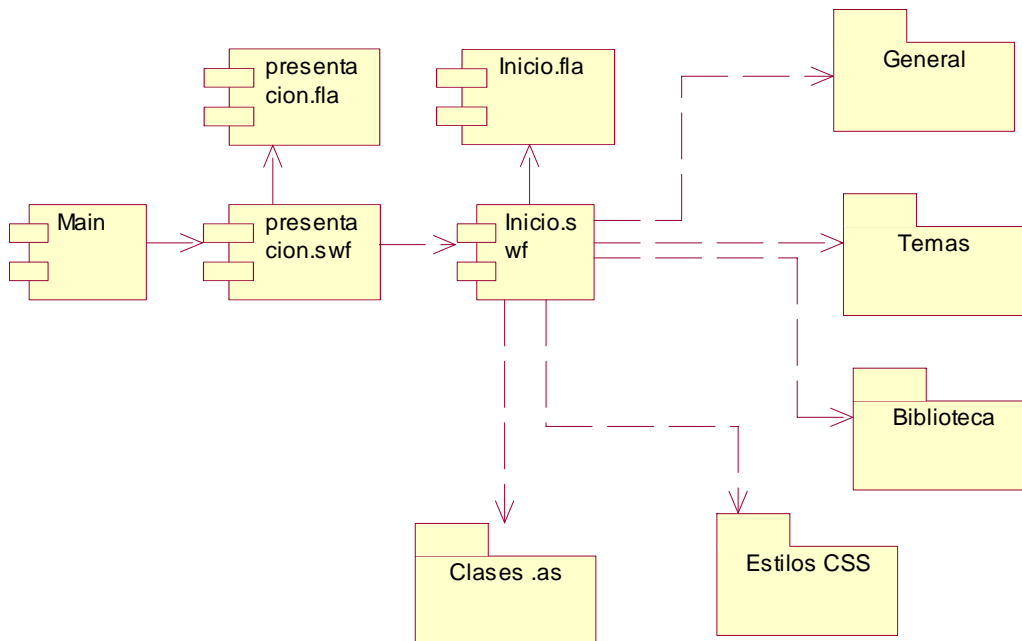 presenta
cion.fla
Inicio.fla
General
Main
presenta
cion.swf
Inicio.s
wf
Temas
Biblioteca
Clases .as
Estilos CSS